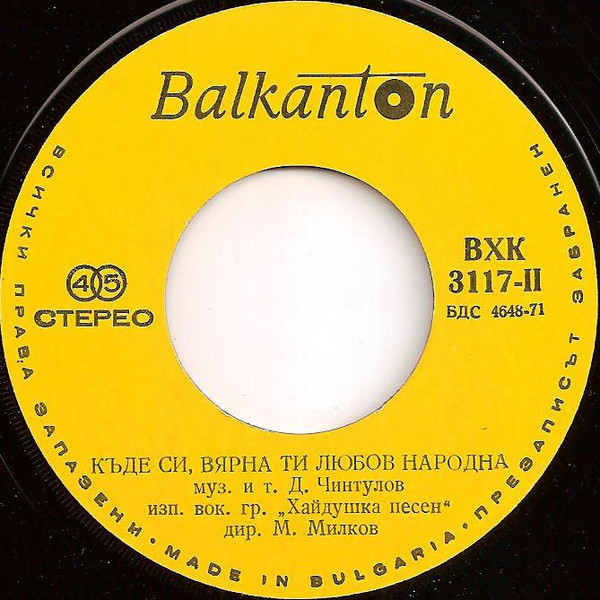 Balkanton
45
СТЕРЕО
ВХК
3117-II
БДС 4648-71
КЪДЕ СИ, ВЯРНА ТИ ЛЮБОВ НАРОДНА
муз. и т. Д. Чинтулов
изп. вок. гр. „Хайдушка песен“
дир. М. Милков
ВСИЧКИ ПРАВА ЗАПАЗЕНИ · MADE IN BULGARIA · ПРЕЗАПИСЪТ ЗАБРАНЕН